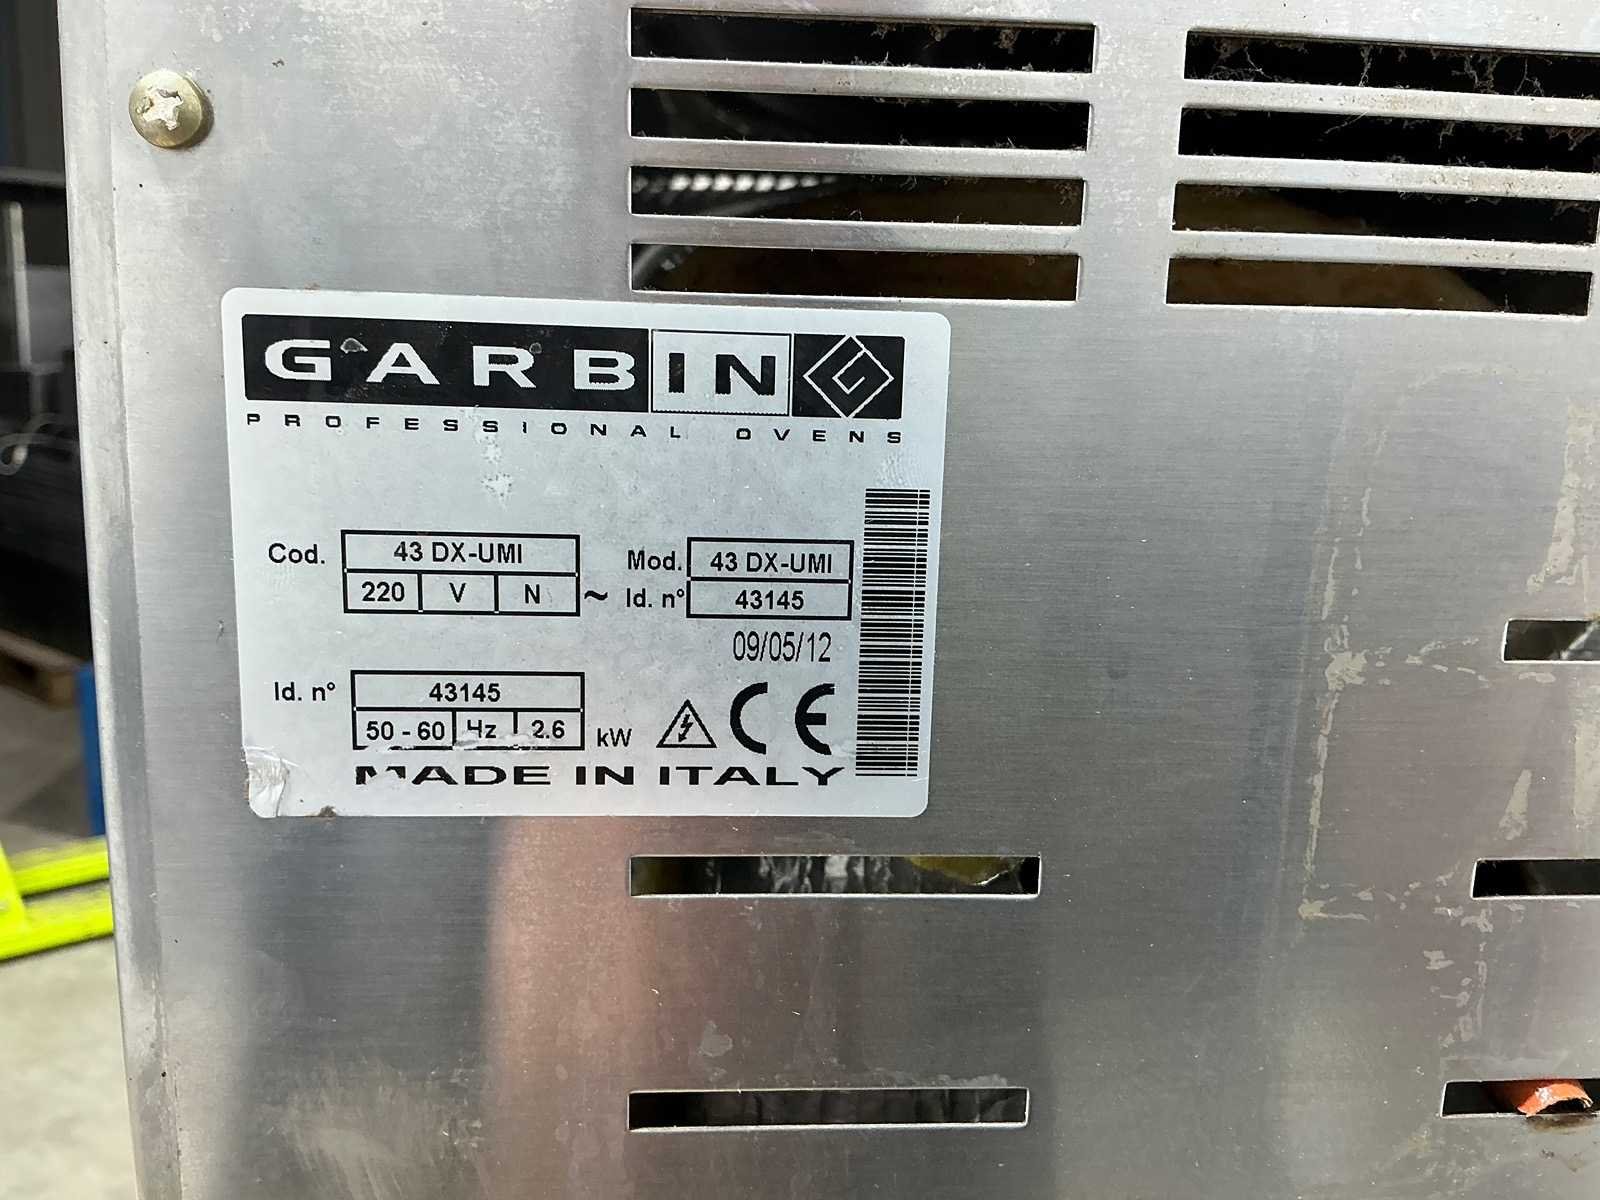 GARBIN
PROFESSIONAL OVENS
Cod. 43 DX-UMI Mod. 43 DX-UMI
220 V N ~ Id. n° 43145
09/05/12
Id. n° 43145
50 - 60 Hz 2.6 kW CE
MADE IN ITALY